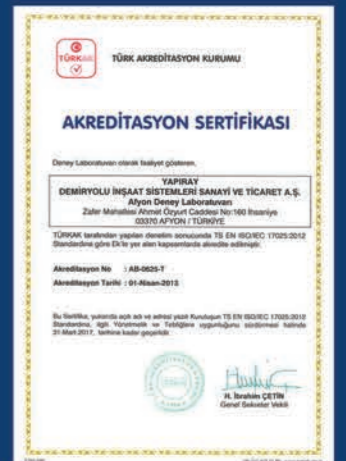 TÜRKAK
TÜRK AKREDİTASYON KURUMU
AKREDİTASYON SERTİFİKASI
Deney Laboratuvarı olarak faaliyet gösteren,
YAPIRAY
DEMİRYOLU İNŞAAT SİSTEMLERİ SANAYİ VE TİCARET A.Ş.
Afyon Deney Laboratuvarı
Zafer Mahallesi Ahmet Özyurt Caddesi No:160 İhsaniye
03370 AFYON / TÜRKİYE
TÜRKAK tarafından yapılan denetim sonucunda TS EN ISO/IEC 17025:2012
Standardına göre Ek'te yer alan kapsamlarda akredite edilmiştir.
Akreditasyon No : AB-0625-T
Akreditasyon Tarihi : 01-Nisan-2013
Bu Sertifika, yukarıda açık adı ve adresi yazılı Kuruluşun TS EN ISO/IEC 17025:2012
Standardına, ilgili Yönetmelik ve Tebliğlere uygunluğunu sürdürmesi halinde
31-Mart-2017, tarihine kadar geçerlidir.
H. İbrahim ÇETİN
Genel Sekreter Vekili